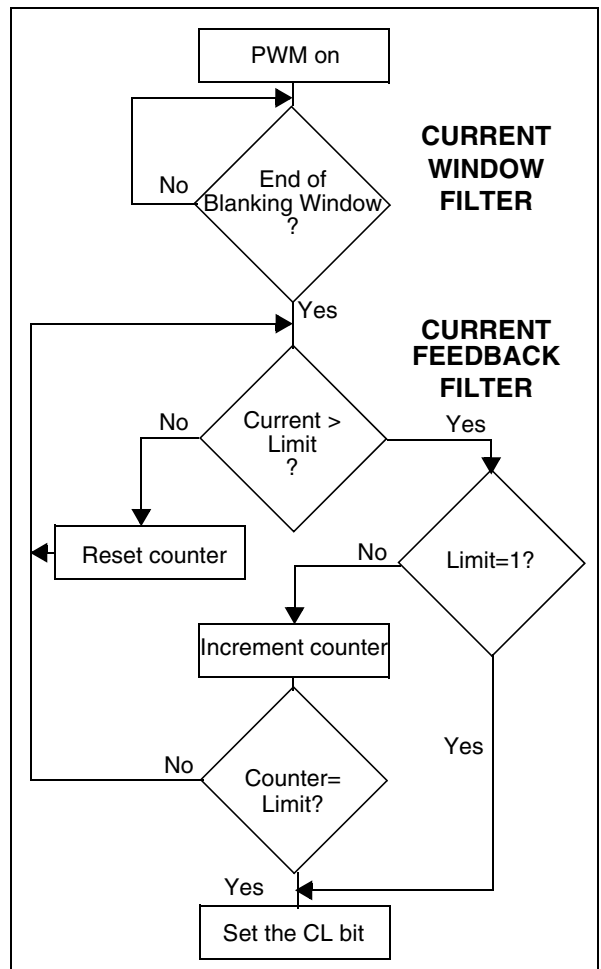 PWM on
CURRENT
WINDOW
FILTER
No
End of
Blanking Window
?
Yes
CURRENT
FEEDBACK
FILTER
No
Current >
Limit
?
Yes
Reset counter
No
Limit=1?
Increment counter
Yes
No
Counter=
Limit?
Yes
Set the CL bit